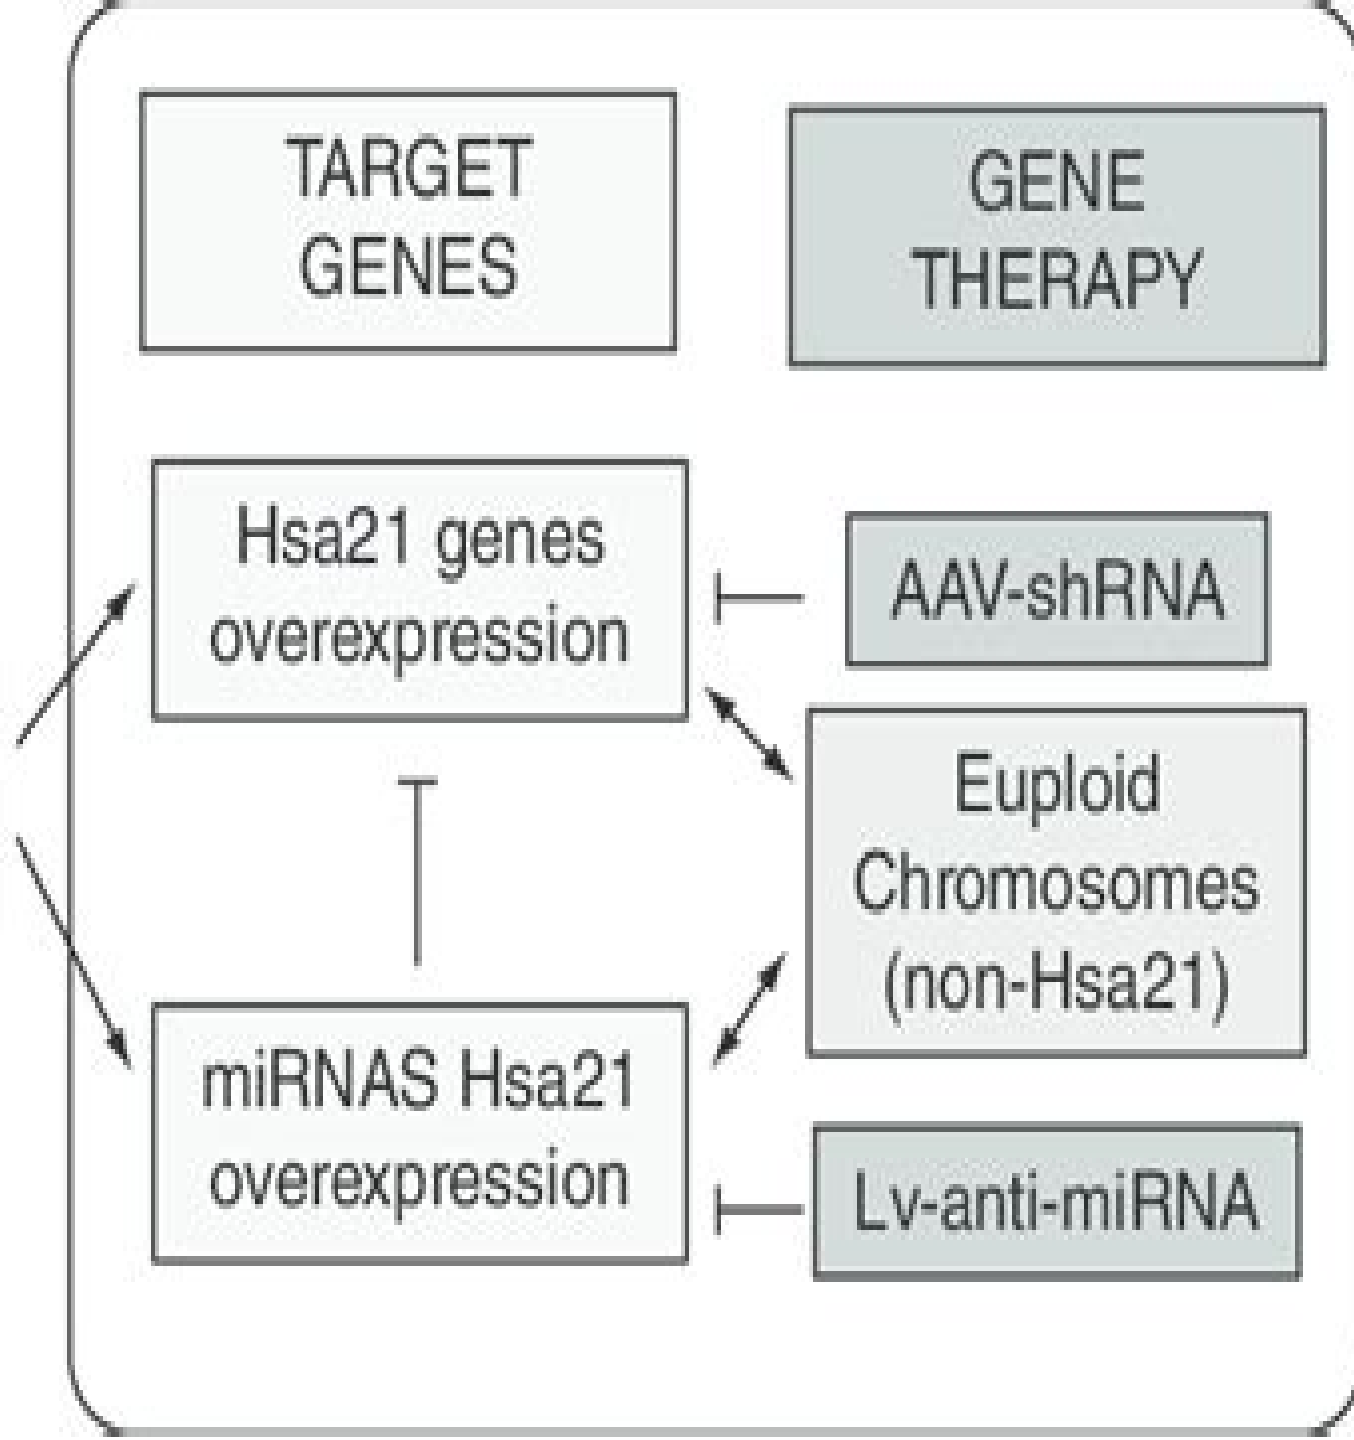 TARGET
GENES
GENE
THERAPY
Hsa21 genes
overexpression
AAV-shRNA
Euploid
Chromosomes
(non-Hsa21)
miRNAS Hsa21
overexpression
Lv-anti-miRNA